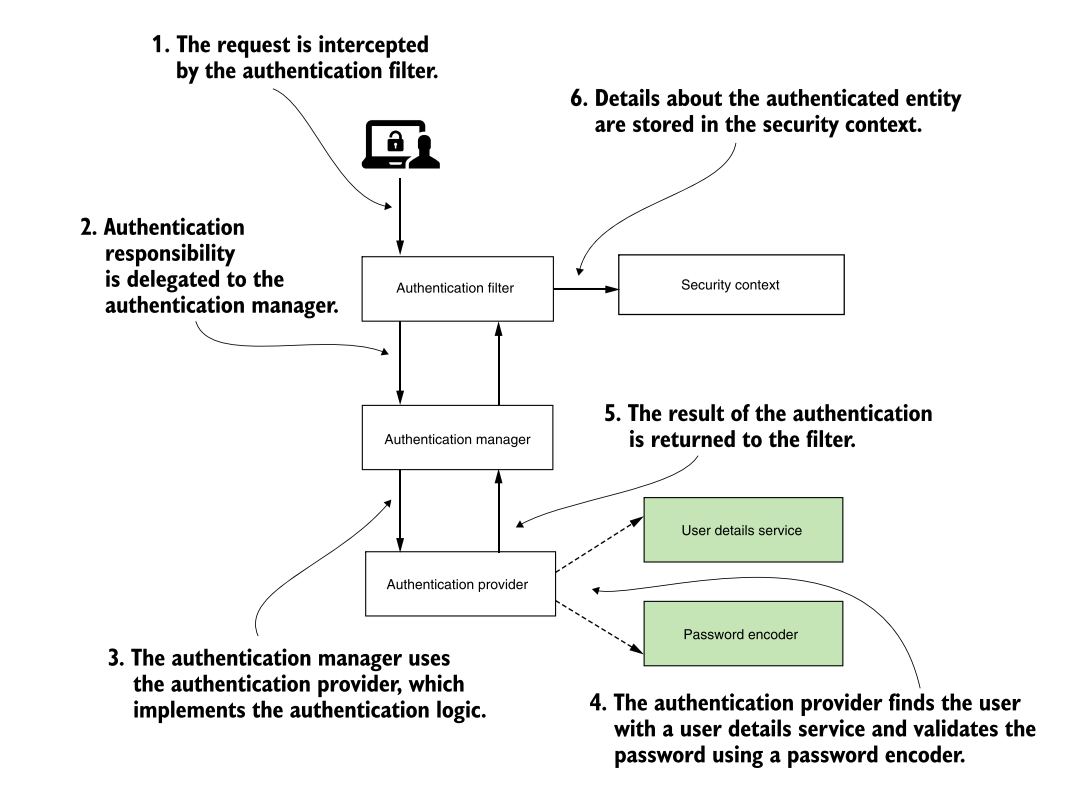 1. The request is intercepted
by the authentication filter.
6. Details about the authenticated entity
are stored in the security context.
2. Authentication
responsibility
is delegated to the
authentication manager.
Authentication filter
Security context
Authentication manager
5. The result of the authentication
is returned to the filter.
User details service
Authentication provider
Password encoder
3. The authentication manager uses
the authentication provider, which
implements the authentication logic.
4. The authentication provider finds the user
with a user details service and validates the
password using a password encoder.